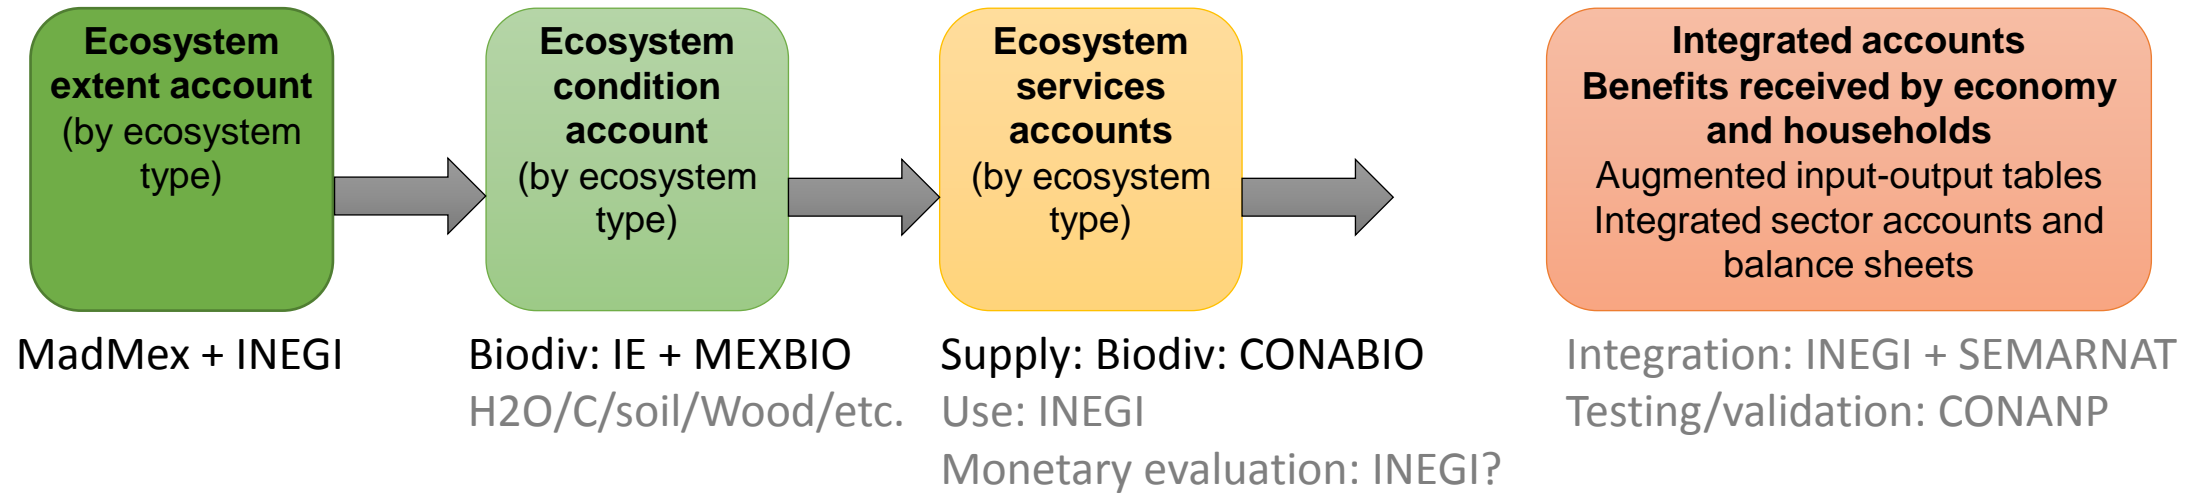 Ecosystem
extent account
(by ecosystem
type)
Ecosystem
condition
account
(by ecosystem
type)
Ecosystem
services
accounts
(by ecosystem
type)
Integrated accounts
Benefits received by economy
and households
Augmented input-output tables
Integrated sector accounts and
balance sheets
MadMex + INEGI
Biodiv: IE + MEXBIO
H2O/C/soil/Wood/etc.
Supply: Biodiv: CONABIO
Use: INEGI
Monetary evaluation: INEGI?
Integration: INEGI + SEMARNAT
Testing/validation: CONANP